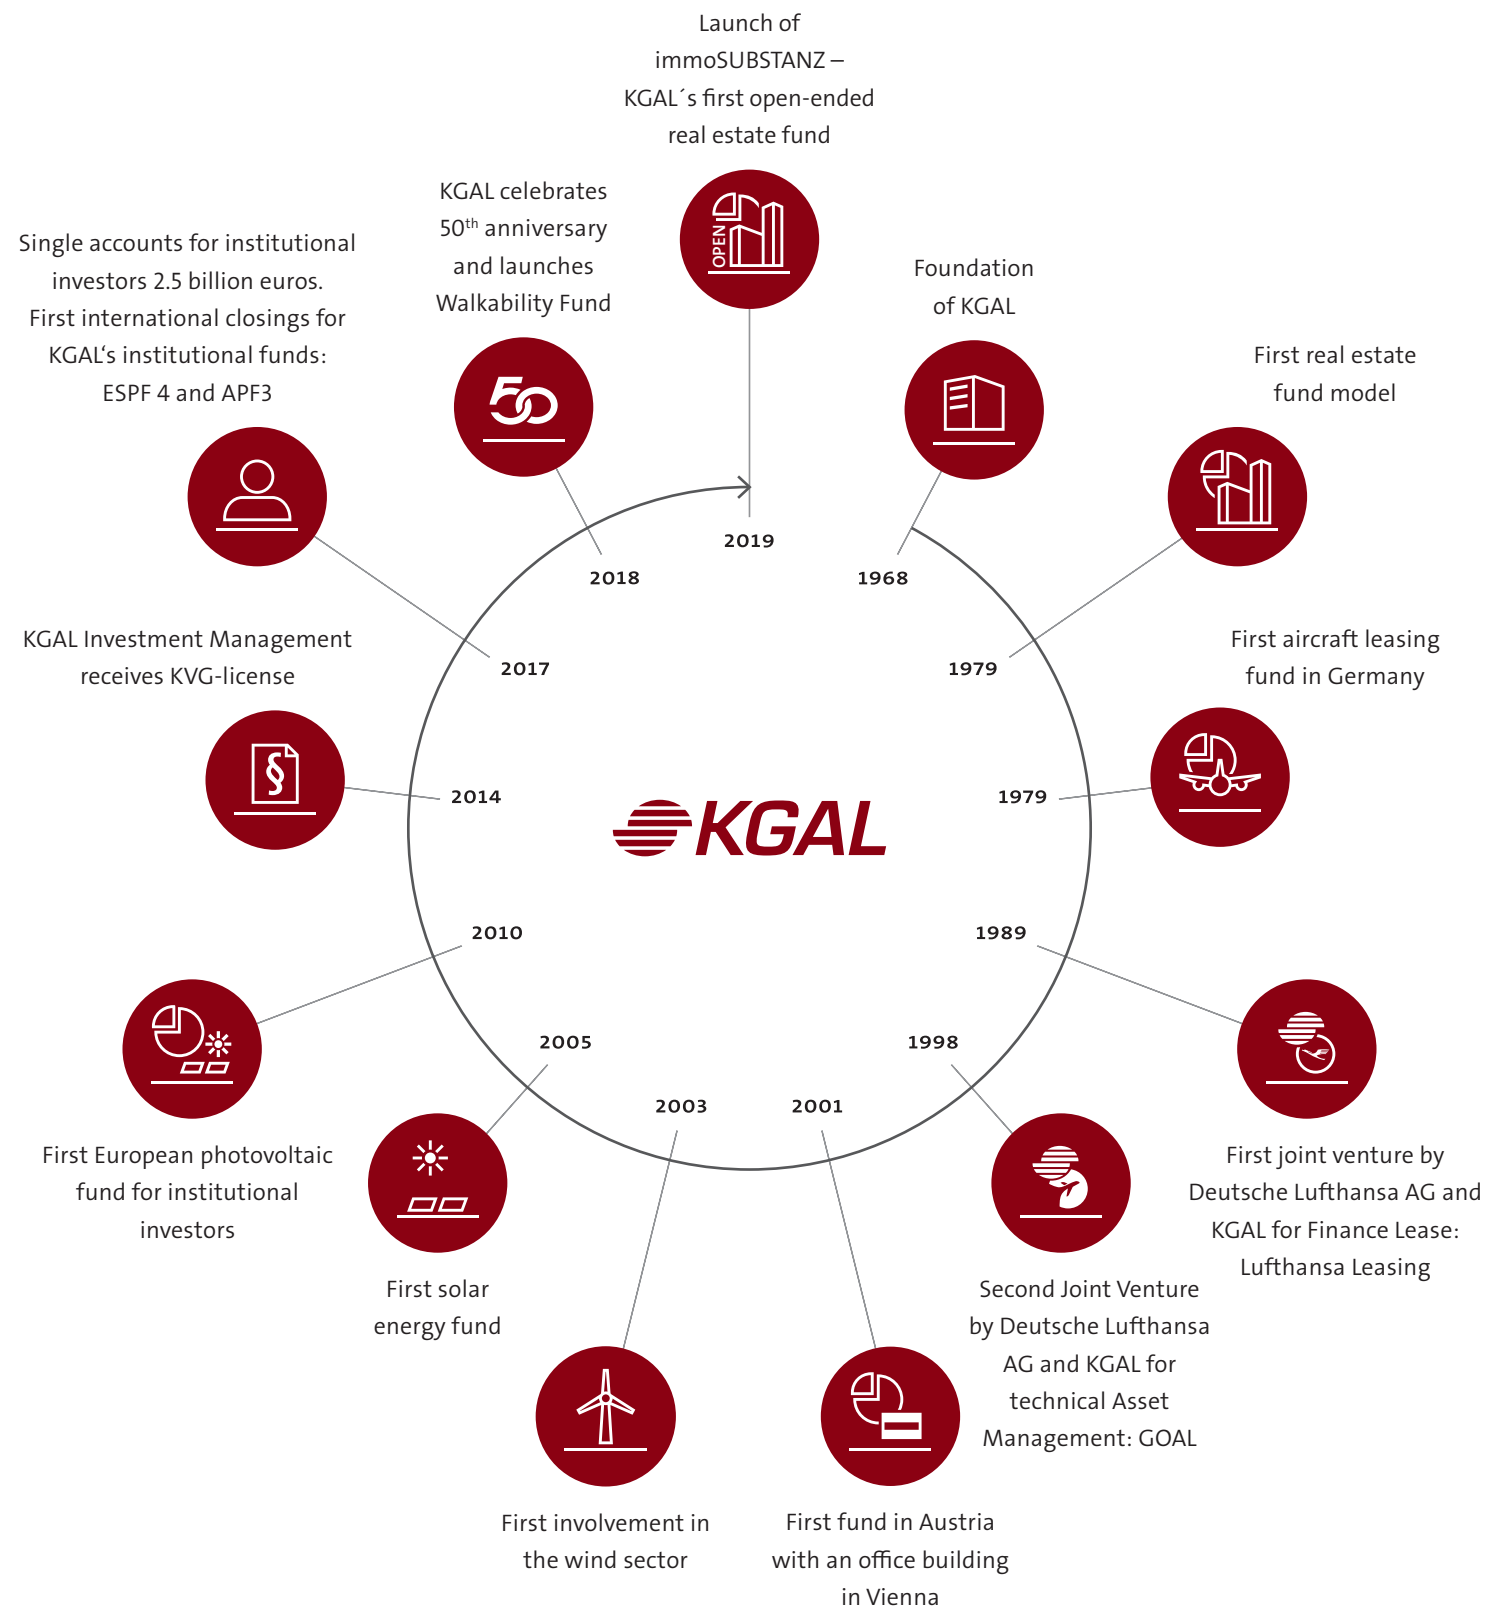 Launch of
immoSUBSTANZ –
KGAL´s first open-ended
real estate fund
OPEN
2019
Foundation
of KGAL
1968
First real estate
fund model
1979
First aircraft leasing
fund in Germany
1979
1989
First joint venture by
Deutsche Lufthansa AG and
KGAL for Finance Lease:
Lufthansa Leasing
1998
Second Joint Venture
by Deutsche Lufthansa
AG and KGAL for
technical Asset
Management: GOAL
2001
First fund in Austria
with an office building
in Vienna
2003
First involvement in
the wind sector
2005
First solar
energy fund
2010
First European photovoltaic
fund for institutional
investors
KGAL Investment Management
receives KVG-license
§
2014
Single accounts for institutional
investors 2.5 billion euros.
First international closings for
KGAL‘s institutional funds:
ESPF 4 and APF3
2017
KGAL celebrates
50th anniversary
and launches
Walkability Fund
50
2018
KGAL